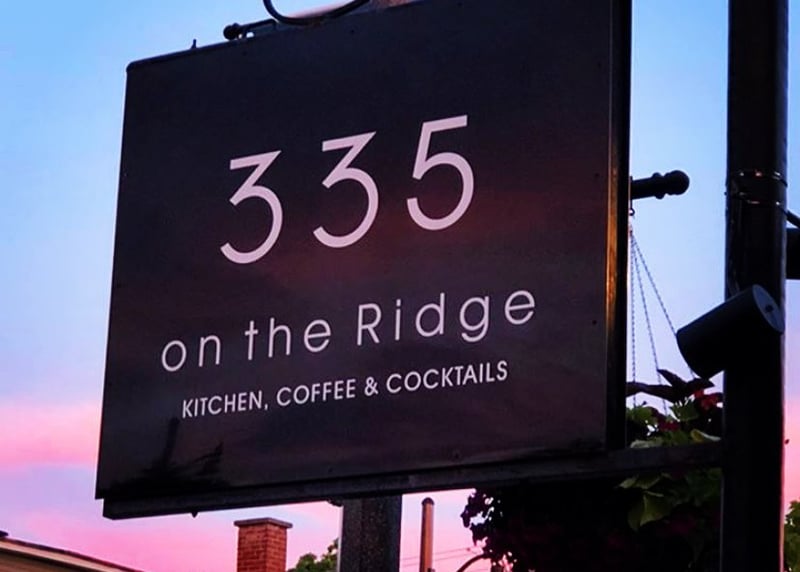 335
on the Ridge
KITCHEN, COFFEE & COCKTAILS